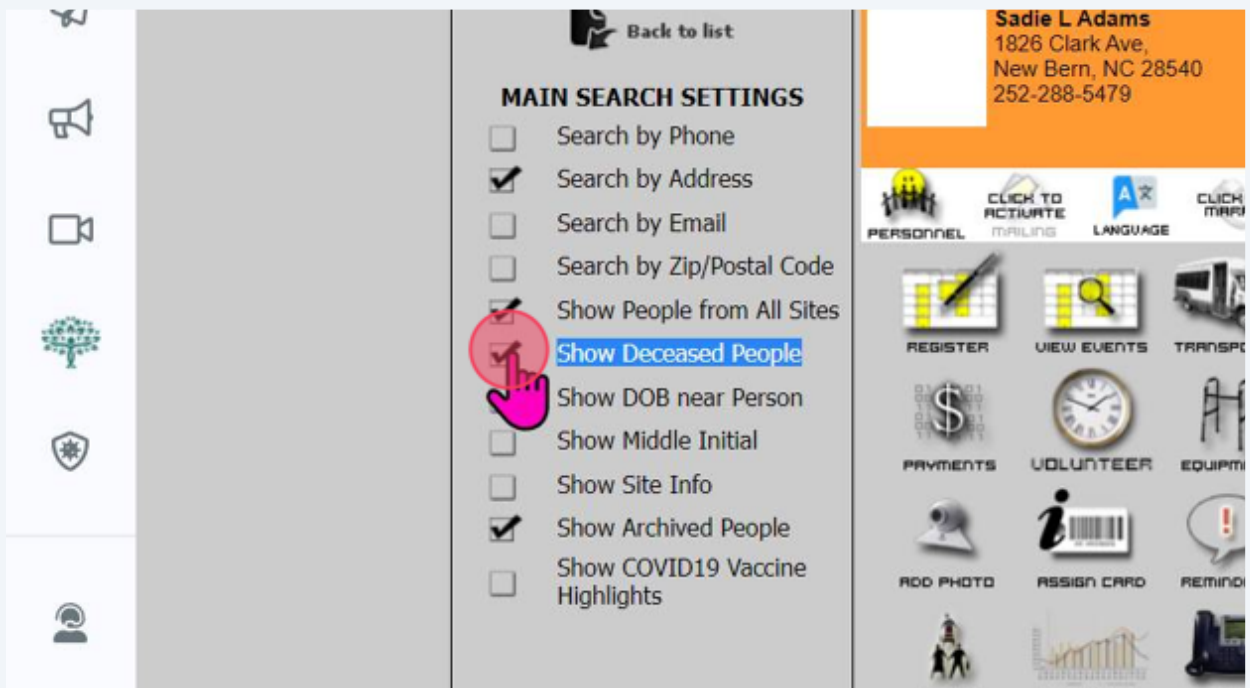 Back to list
MAIN SEARCH SETTINGS
Search by Phone
Search by Address
Search by Email
Search by Zip/Postal Code
Show People from All Sites
Show Deceased People
Show DOB near Person
Show Middle Initial
Show Site Info
Show Archived People
Show COVID19 Vaccine
Highlights
Sadie L Adams
1826 Clark Ave,
New Bern, NC 28540
252-288-5479
PERSONNEL
CLICK TO
ACTIVATE
MAILING
LANGUAGE
CLICK
REGISTER
VIEW EVENTS
PAYMENTS
VOLUNTEER
ADD PHOTO
ASSIGN CARD